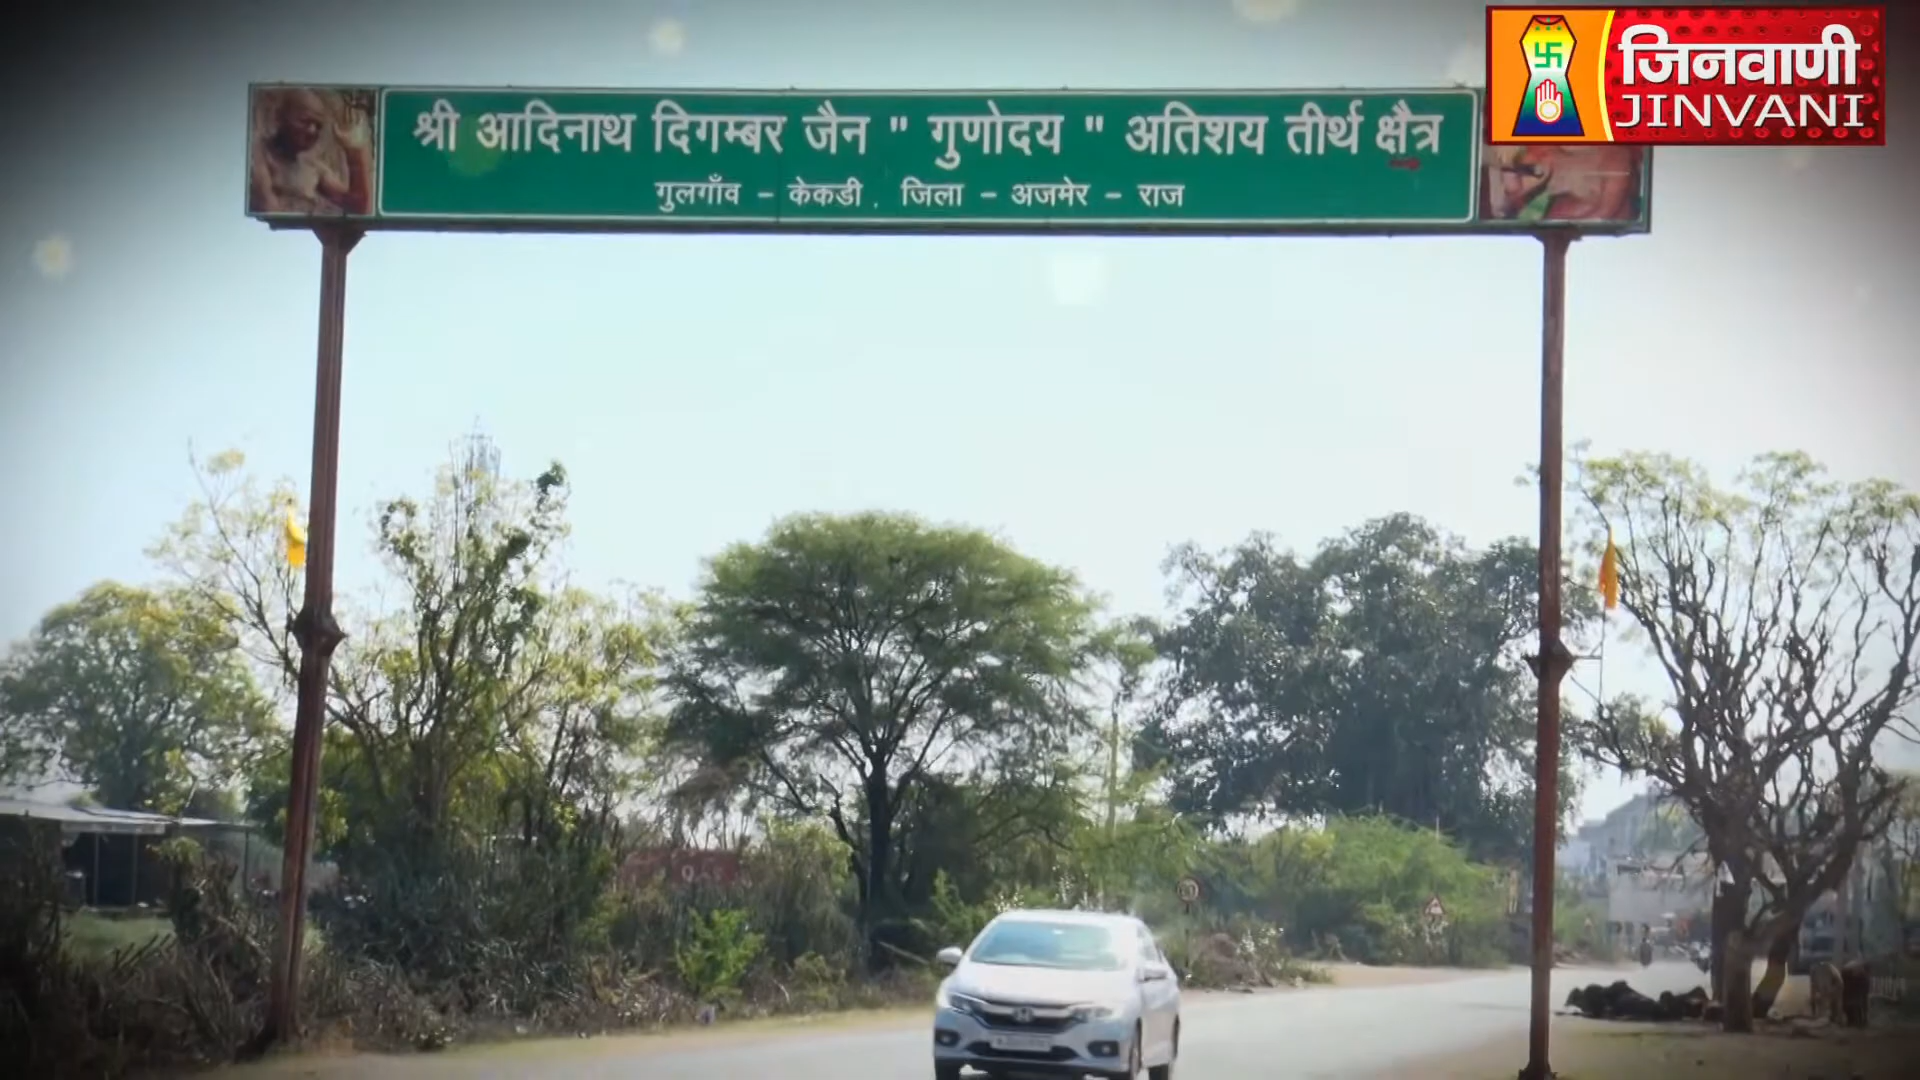 श्री आदिनाथ दिगम्बर जैन " गुणोदय " अतिशय तीर्थ क्षैत्र
गुलगाँव - केकडी . जिला - अजमेर - राज
जिनवाणी
JINVANI